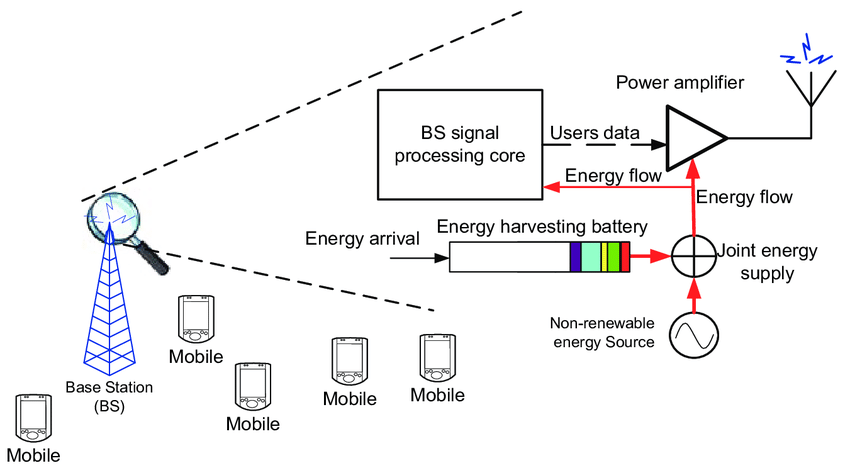 Power amplifier
BS signal
processing core
Users data
Energy flow
Energy flow
Energy harvesting battery
Energy arrival
Joint energy
supply
Non-renewable
energy Source
Mobile
Base Station
(BS)
Mobile
Mobile
Mobile
Mobile